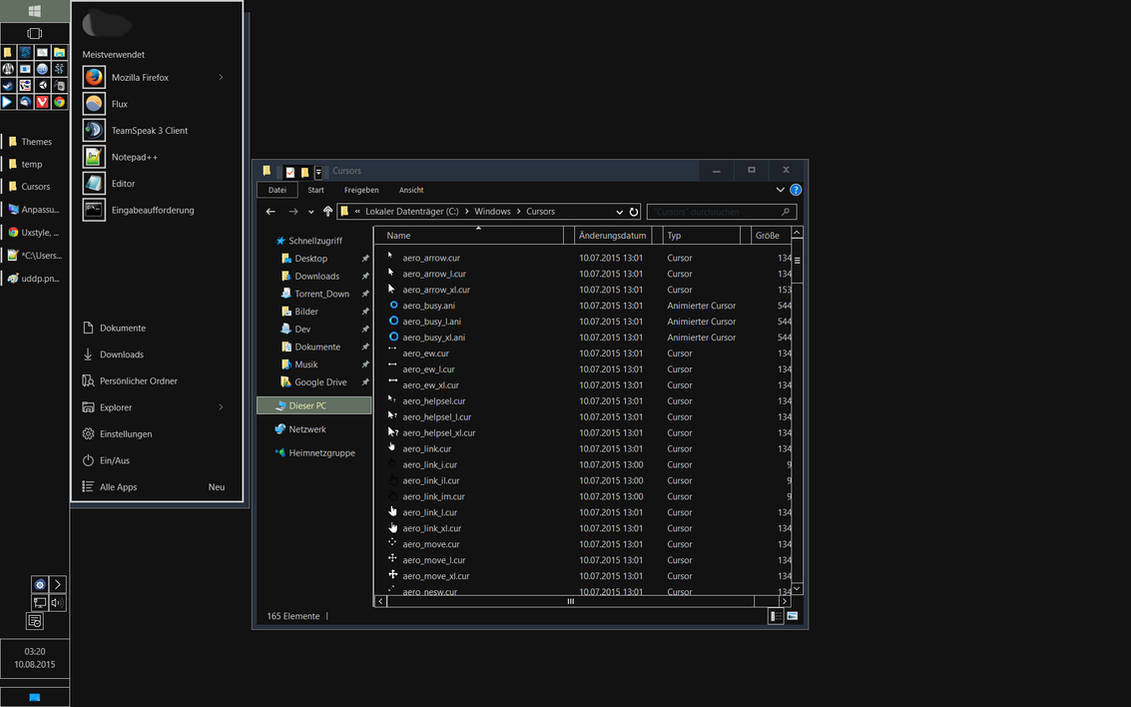 Meistverwendet
Mozilla Firefox
Flux
TeamSpeak 3 Client
Notepad++
Editor
Eingabeaufforderung
Dokumente
Downloads
Persönlicher Ordner
Explorer
Einstellungen
Ein/Aus
Alle Apps Neu
Themes
temp
Cursors
Anpassu...
Uxstyle, ...
*C:\Users...
uddp.pn...
03:20
10.08.2015
Cursors
Datei Start Freigeben Ansicht
« Lokaler Datenträger (C:) > Windows > Cursors
"Cursors" durchsuchen
Schnellzugriff
Desktop
Downloads
Torrent_Down
Bilder
Dev
Dokumente
Musik
Google Drive
Dieser PC
Netzwerk
Heimnetzgruppe
Name Änderungsdatum Typ Größe
aero_arrow.cur 10.07.2015 13:01 Cursor 134
aero_arrow_l.cur 10.07.2015 13:01 Cursor 134
aero_arrow_xl.cur 10.07.2015 13:01 Cursor 153
aero_busy.ani 10.07.2015 13:01 Animierter Cursor 544
aero_busy_l.ani 10.07.2015 13:01 Animierter Cursor 544
aero_busy_xl.ani 10.07.2015 13:01 Animierter Cursor 544
aero_ew.cur 10.07.2015 13:01 Cursor 134
aero_ew_l.cur 10.07.2015 13:01 Cursor 134
aero_ew_xl.cur 10.07.2015 13:01 Cursor 134
aero_helpsel.cur 10.07.2015 13:01 Cursor 134
aero_helpsel_l.cur 10.07.2015 13:01 Cursor 134
aero_helpsel_xl.cur 10.07.2015 13:01 Cursor 134
aero_link.cur 10.07.2015 13:01 Cursor 134
aero_link_i.cur 10.07.2015 13:00 Cursor 9
aero_link_il.cur 10.07.2015 13:00 Cursor 9
aero_link_im.cur 10.07.2015 13:00 Cursor 9
aero_link_l.cur 10.07.2015 13:01 Cursor 134
aero_link_xl.cur 10.07.2015 13:01 Cursor 134
aero_move.cur 10.07.2015 13:01 Cursor 134
aero_move_l.cur 10.07.2015 13:01 Cursor 134
aero_move_xl.cur 10.07.2015 13:01 Cursor 134
aero_nesw.cur 10.07.2015 13:01 Cursor 134
165 Elemente